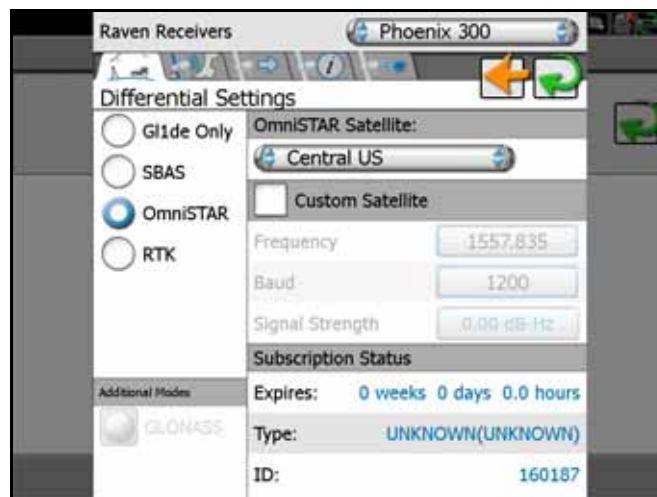 Raven Receivers
Phoenix 300
Differential Settings
Gl1de Only
SBAS
OmniSTAR
RTK
OmniSTAR Satellite:
Central US
Custom Satellite
Frequency 1557.835
Baud 1200
Signal Strength 0.00 dB-Hz
Additional Modes
GLONASS
Subscription Status
Expires: 0 weeks 0 days 0.0 hours
Type: UNKNOWN(UNKNOWN)
ID: 160187